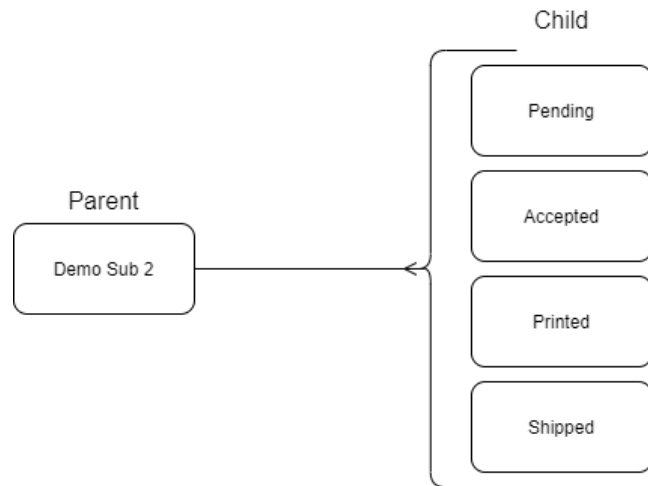 Child
Pending
Accepted
Parent
Demo Sub 2
Printed
Shipped